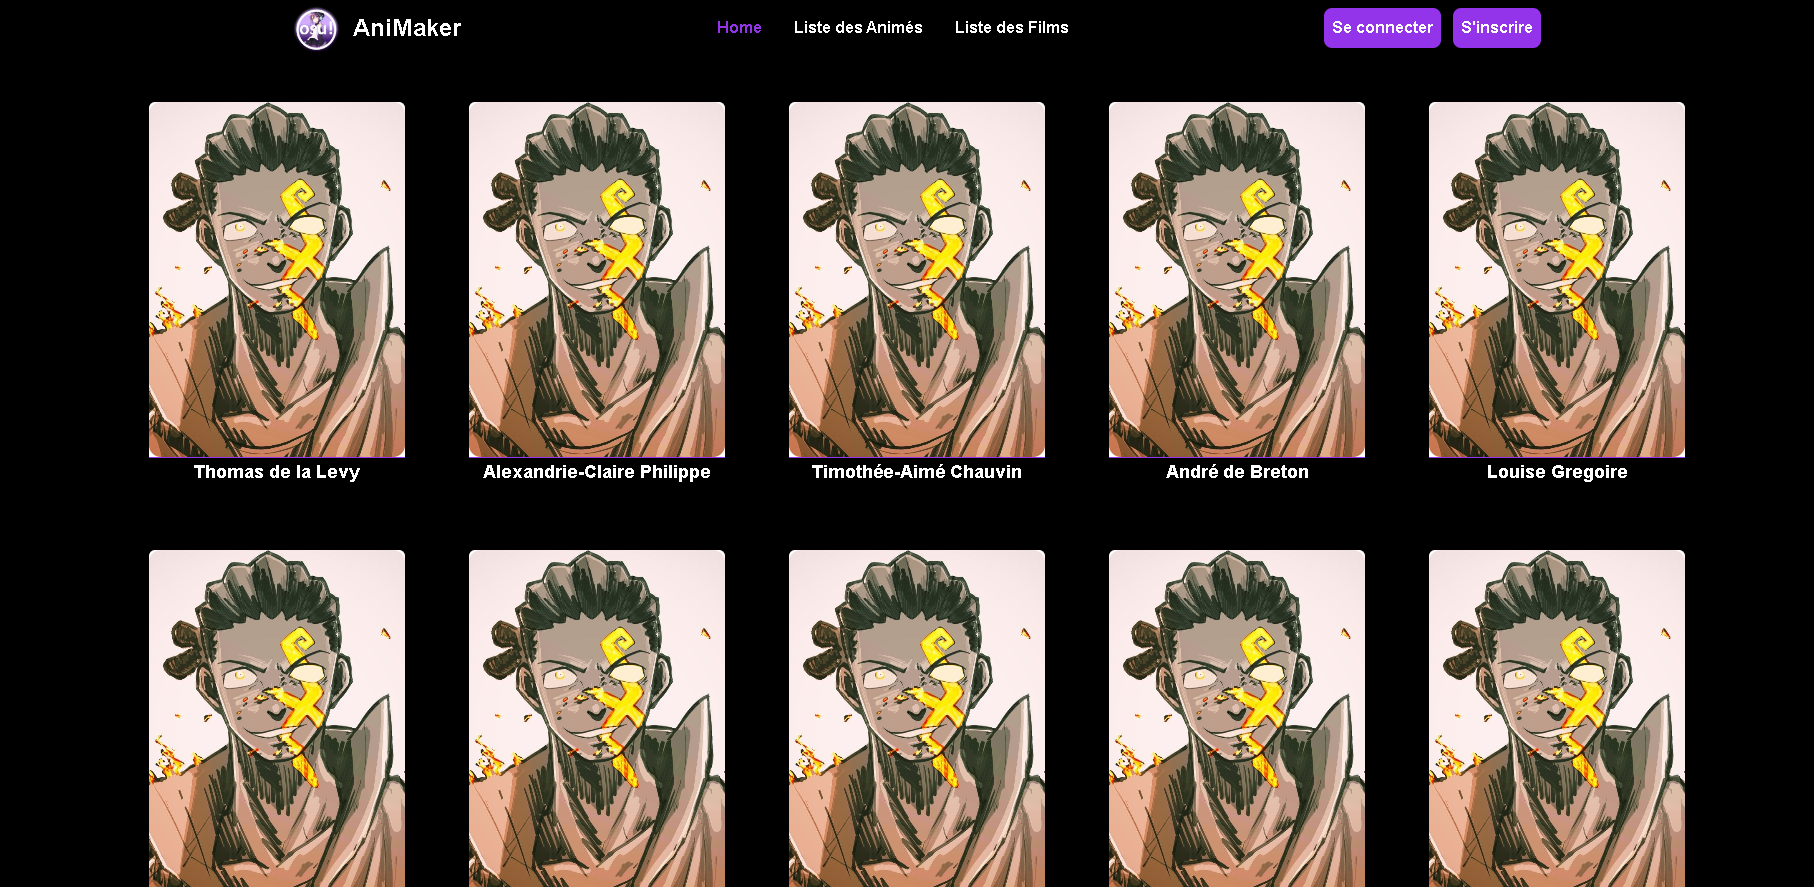 osu!
AniMaker
Home
Liste des Animés
Liste des Films
Se connecter
S'inscrire
Thomas de la Levy
Alexandrie-Claire Philippe
Timothée-Aimé Chauvin
André de Breton
Louise Gregoire